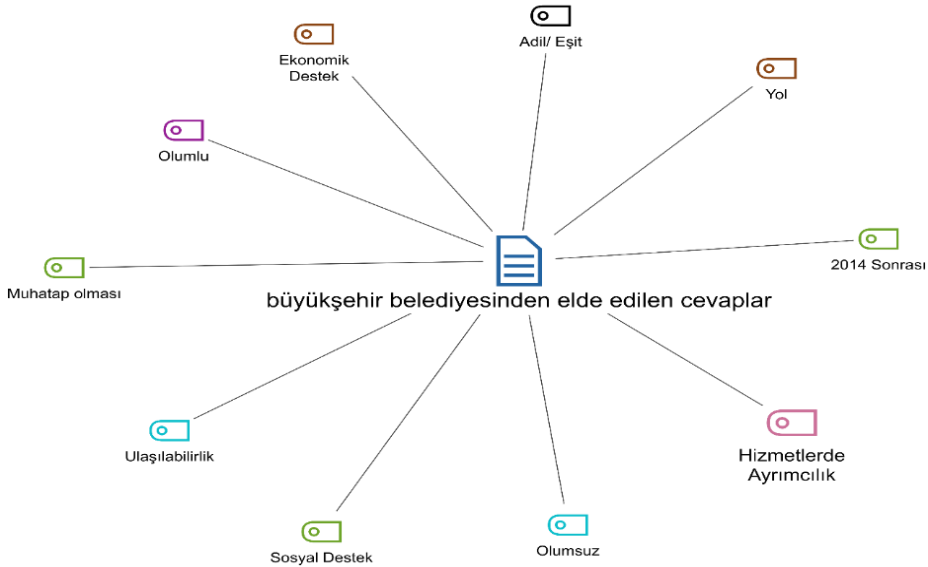 Adil/ Eşit
Ekonomik
Destek
Yol
Olumlu
2014 Sonrası
Muhatap olması
büyükşehir belediyesinden elde edilen cevaplar
Ulaşılabilirlik
Hizmetlerde
Ayrımcılık
Sosyal Destek
Olumsuz